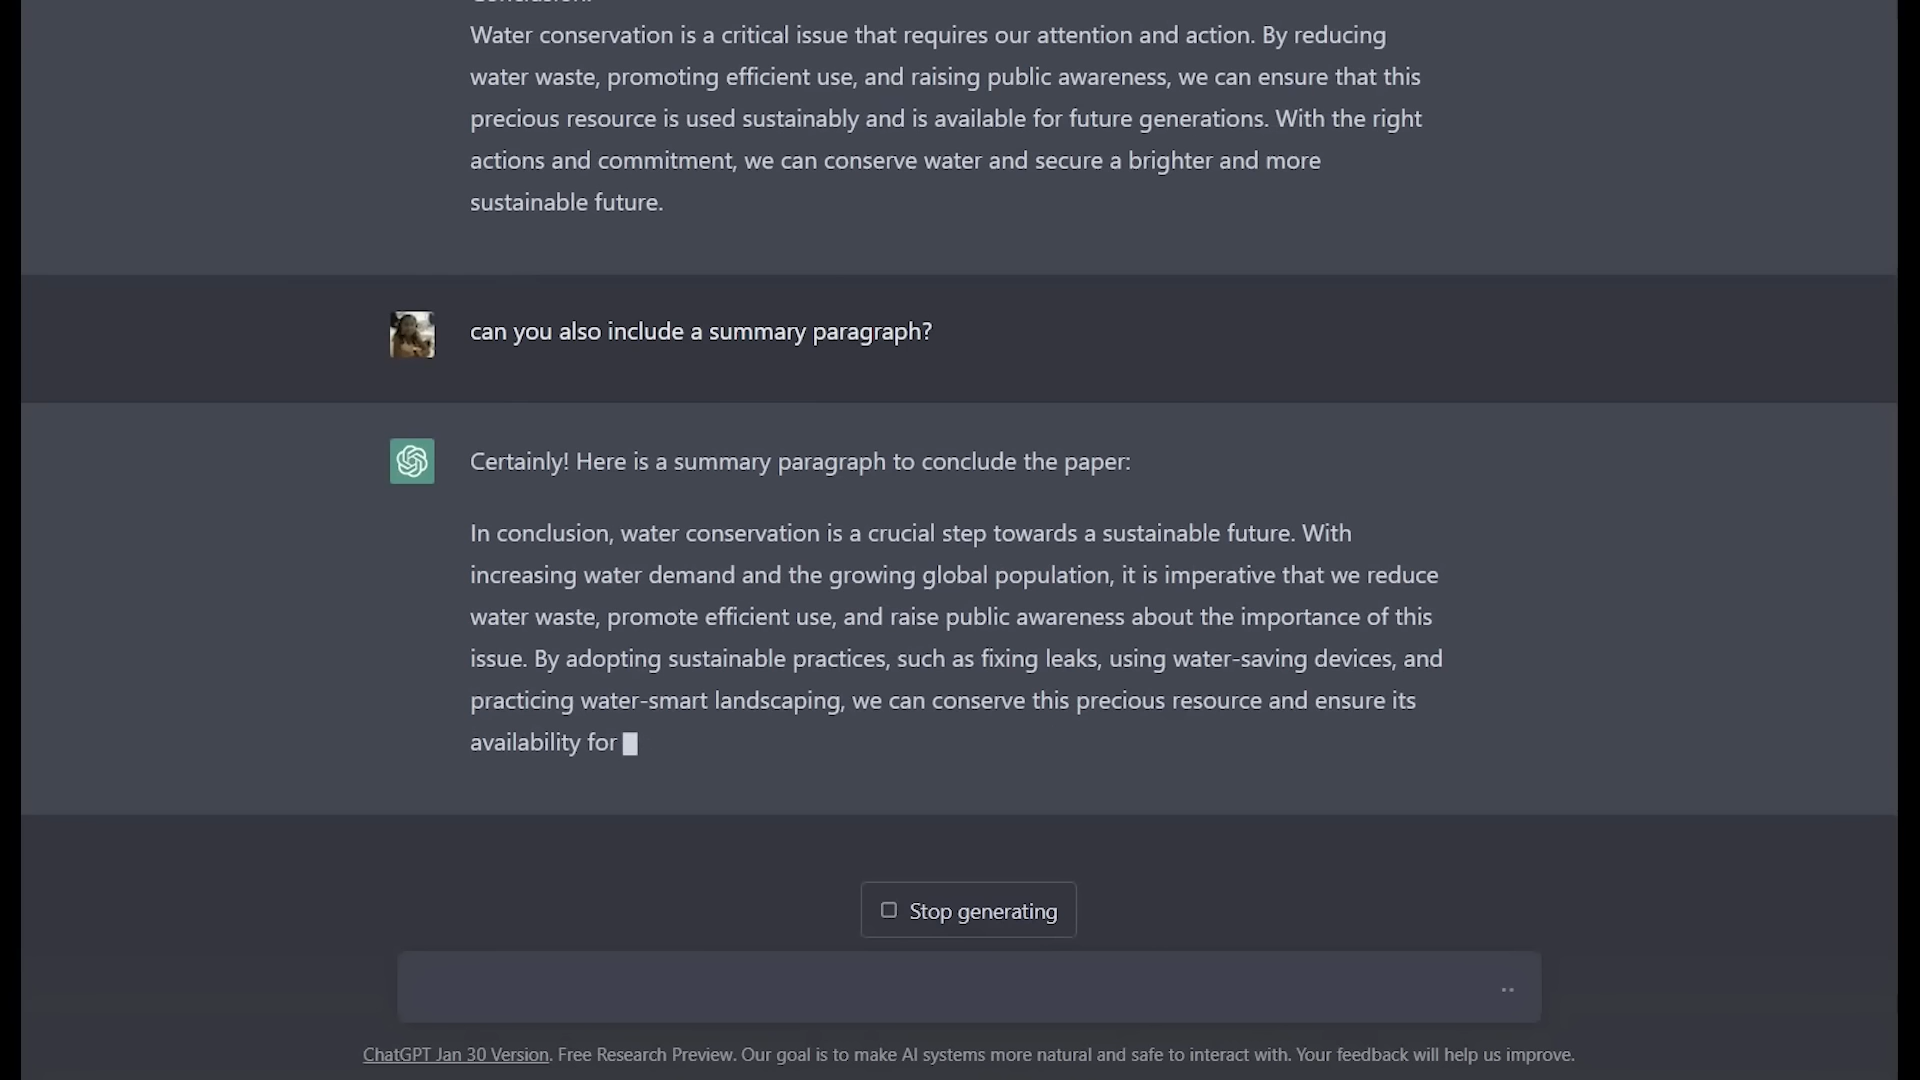 Conclusion:
Water conservation is a critical issue that requires our attention and action. By reducing
water waste, promoting efficient use, and raising public awareness, we can ensure that this
precious resource is used sustainably and is available for future generations. With the right
actions and commitment, we can conserve water and secure a brighter and more
sustainable future.
can you also include a summary paragraph?
Certainly! Here is a summary paragraph to conclude the paper:
In conclusion, water conservation is a crucial step towards a sustainable future. With
increasing water demand and the growing global population, it is imperative that we reduce
water waste, promote efficient use, and raise public awareness about the importance of this
issue. By adopting sustainable practices, such as fixing leaks, using water-saving devices, and
practicing water-smart landscaping, we can conserve this precious resource and ensure its
availability for
Stop generating
ChatGPT Jan 30 Version. Free Research Preview. Our goal is to make AI systems more natural and safe to interact with. Your feedback will help us improve.